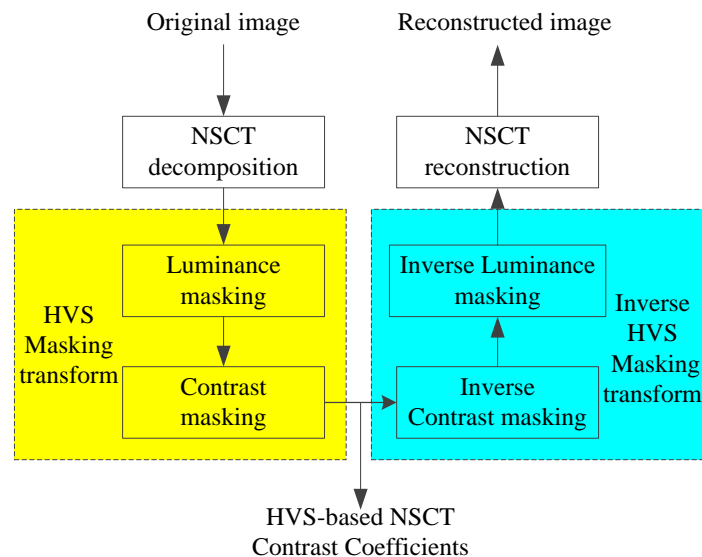 Original image
Reconstructed image
NSCT
decomposition
NSCT
reconstruction
Luminance
masking
Inverse Luminance
masking
HVS
Masking
transform
Inverse
HVS
Masking
transform
Contrast
masking
Inverse
Contrast masking
HVS-based NSCT
Contrast Coefficients